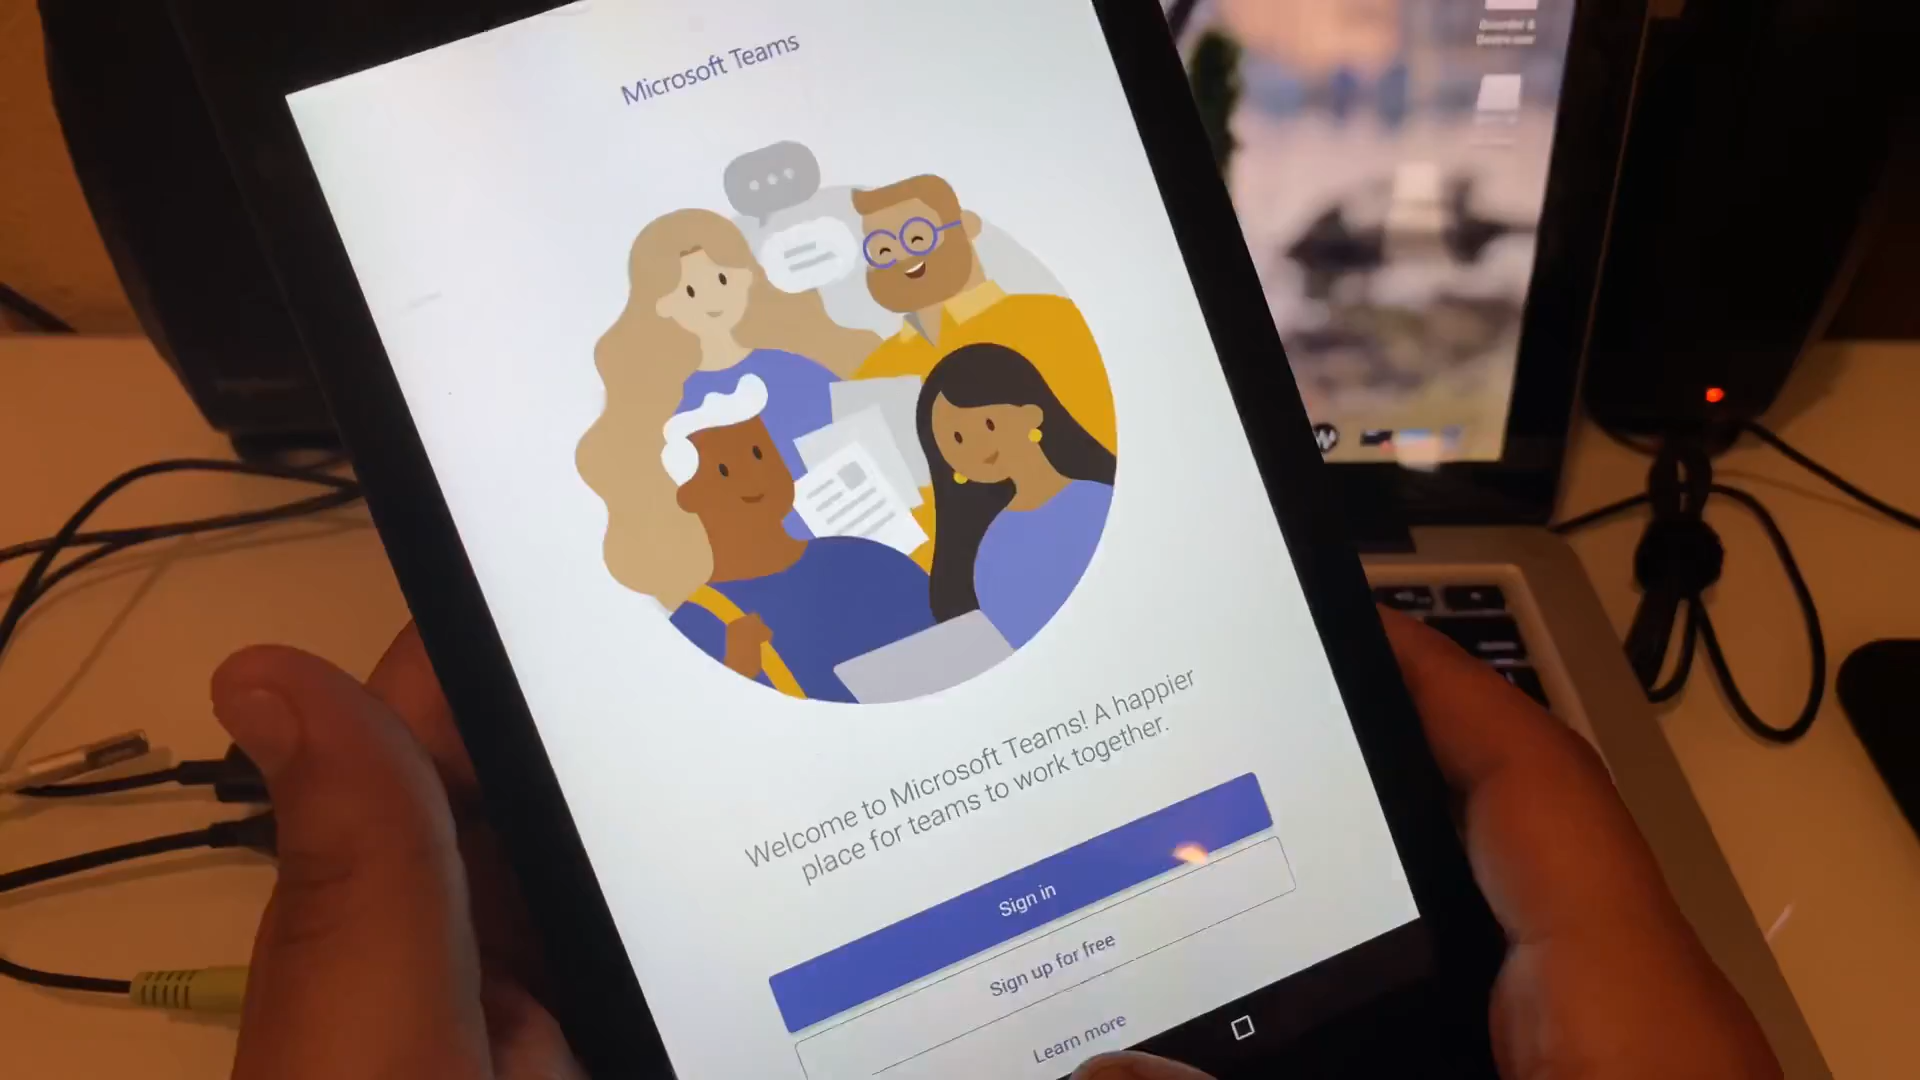 Microsoft Teams
Welcome to Microsoft Teams! A happier
place for teams to work together.
Sign in
Sign up for free
Learn more